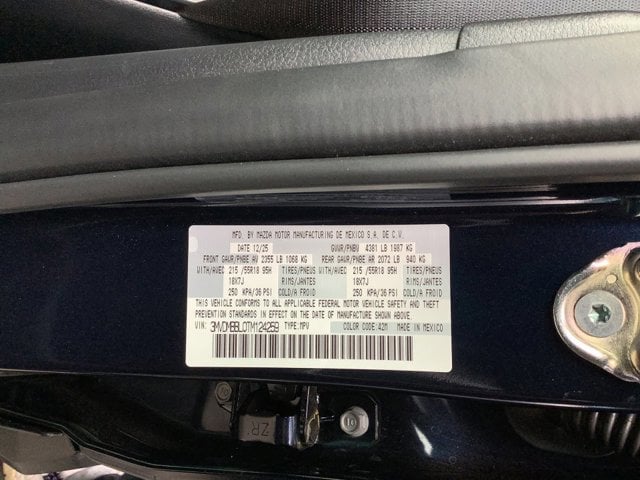 MFD. BY MAZDA MOTOR MANUFACTURING DE MEXICO S.A. DE C.V.
DATE 12/25 GVWR/PNBV 4381 LB 1987 KG
FRONT GAWR/PNBE AV 2355 LB 1068 KG REAR GAWR/PNBE AR 2072 LB 940 KG
WITH/AVEC 215 /55R18 95H TIRES/PNEUS WITH/AVEC 215 /55R18 95H TIRES/PNEUS
18X7J RIMS/JANTES 18X7J RIMS/JANTES
250 KPA/36 PSI COLD/A FROID 250 KPA/36 PSI COLD/A FROID
THIS VEHICLE CONFORMS TO ALL APPLICABLE FEDERAL MOTOR VEHICLE SAFETY AND THEFT
PREVENTION STANDARDS IN EFFECT ON THE DATE OF MANUFACTURE SHOWN ABOVE.
VIN: 3MVDMBBL0TM124259 TYPE:MPV COLOR CODE:42M MADE IN MEXICO
ZR
10